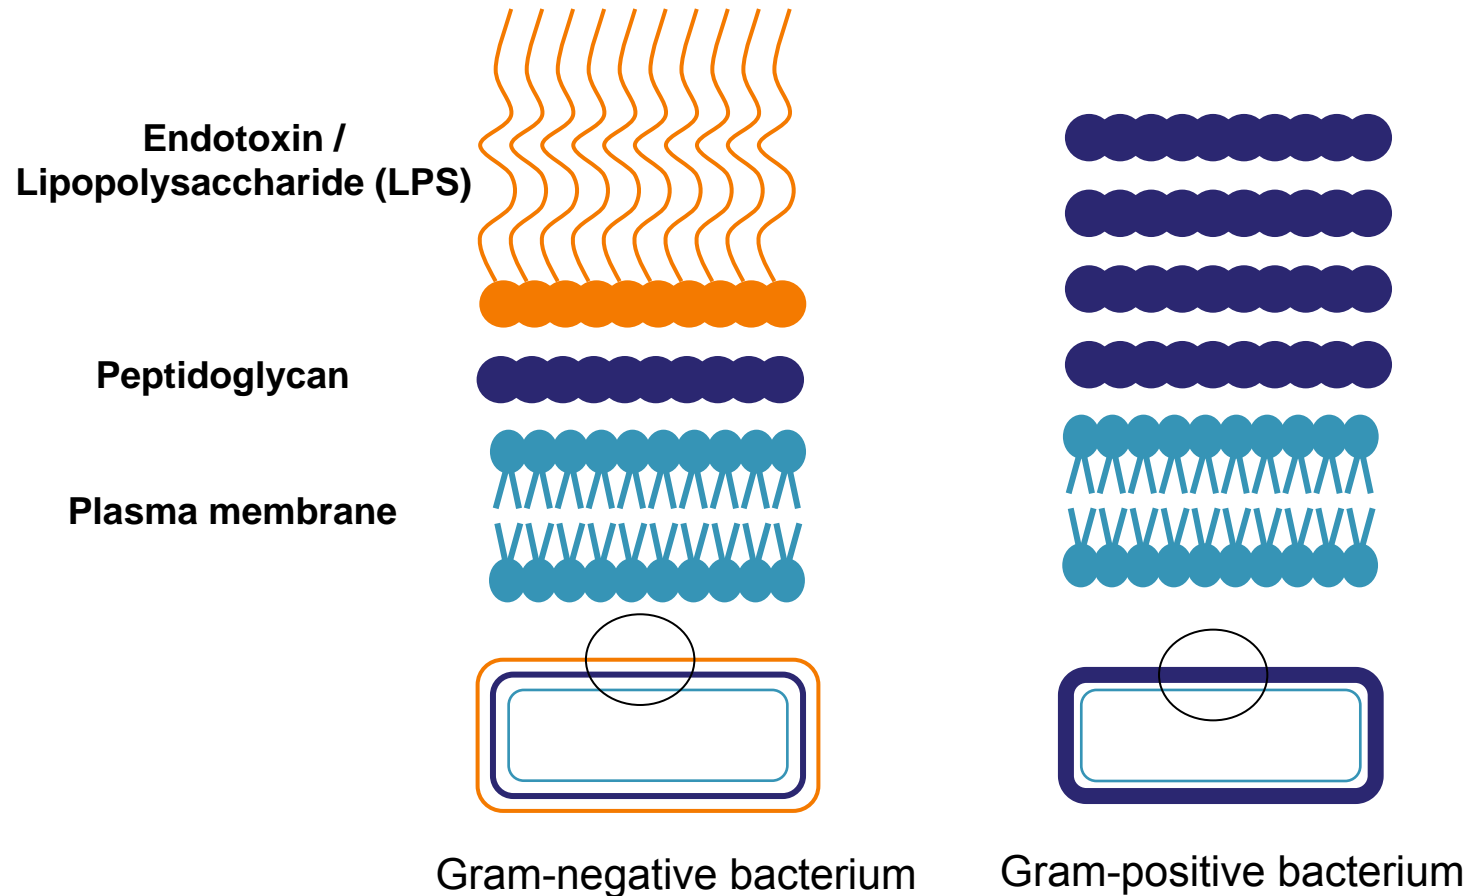 Endotoxin /
Lipopolysaccharide (LPS)
Peptidoglycan
Plasma membrane
Gram-negative bacterium
Gram-positive bacterium